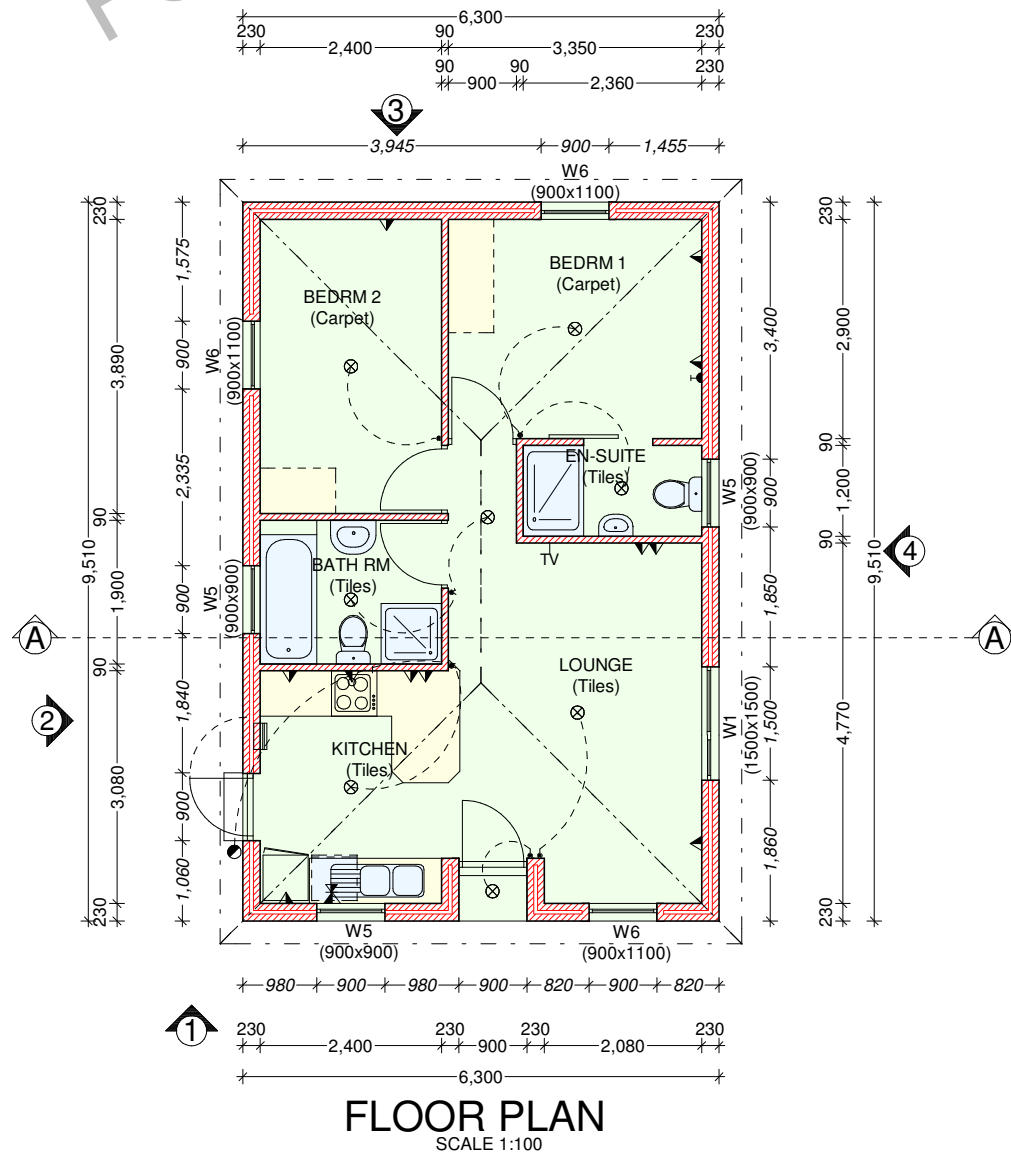 6,300
230 2,400 90 3,350 230
90 900 90 2,360 230
3
3,945 900 1,455
W6
(900x1100)
230 3,890 90 1,900 90 3,080 230
9,510
1,575 900 2,335 900 1,840 900 1,060
W6
(900x1100)
W5
(900x900)
BEDRM 2
(Carpet)
BEDRM 1
(Carpet)
EN-SUITE
(Tiles)
TV
BATH RM
(Tiles)
LOUNGE
(Tiles)
KITCHEN
(Tiles)
W5
(900x900)
W1
(1500x1500)
3,400 900 1,850 1,500 1,860
230 2,900 90 1,200 90 4,770 230
9,510
4
A
A
2
W5
(900x900)
W6
(900x1100)
980 900 980 900 820 900 820
1
230 2,400 230 900 230 2,080 230
6,300
FLOOR PLAN
SCALE 1:100